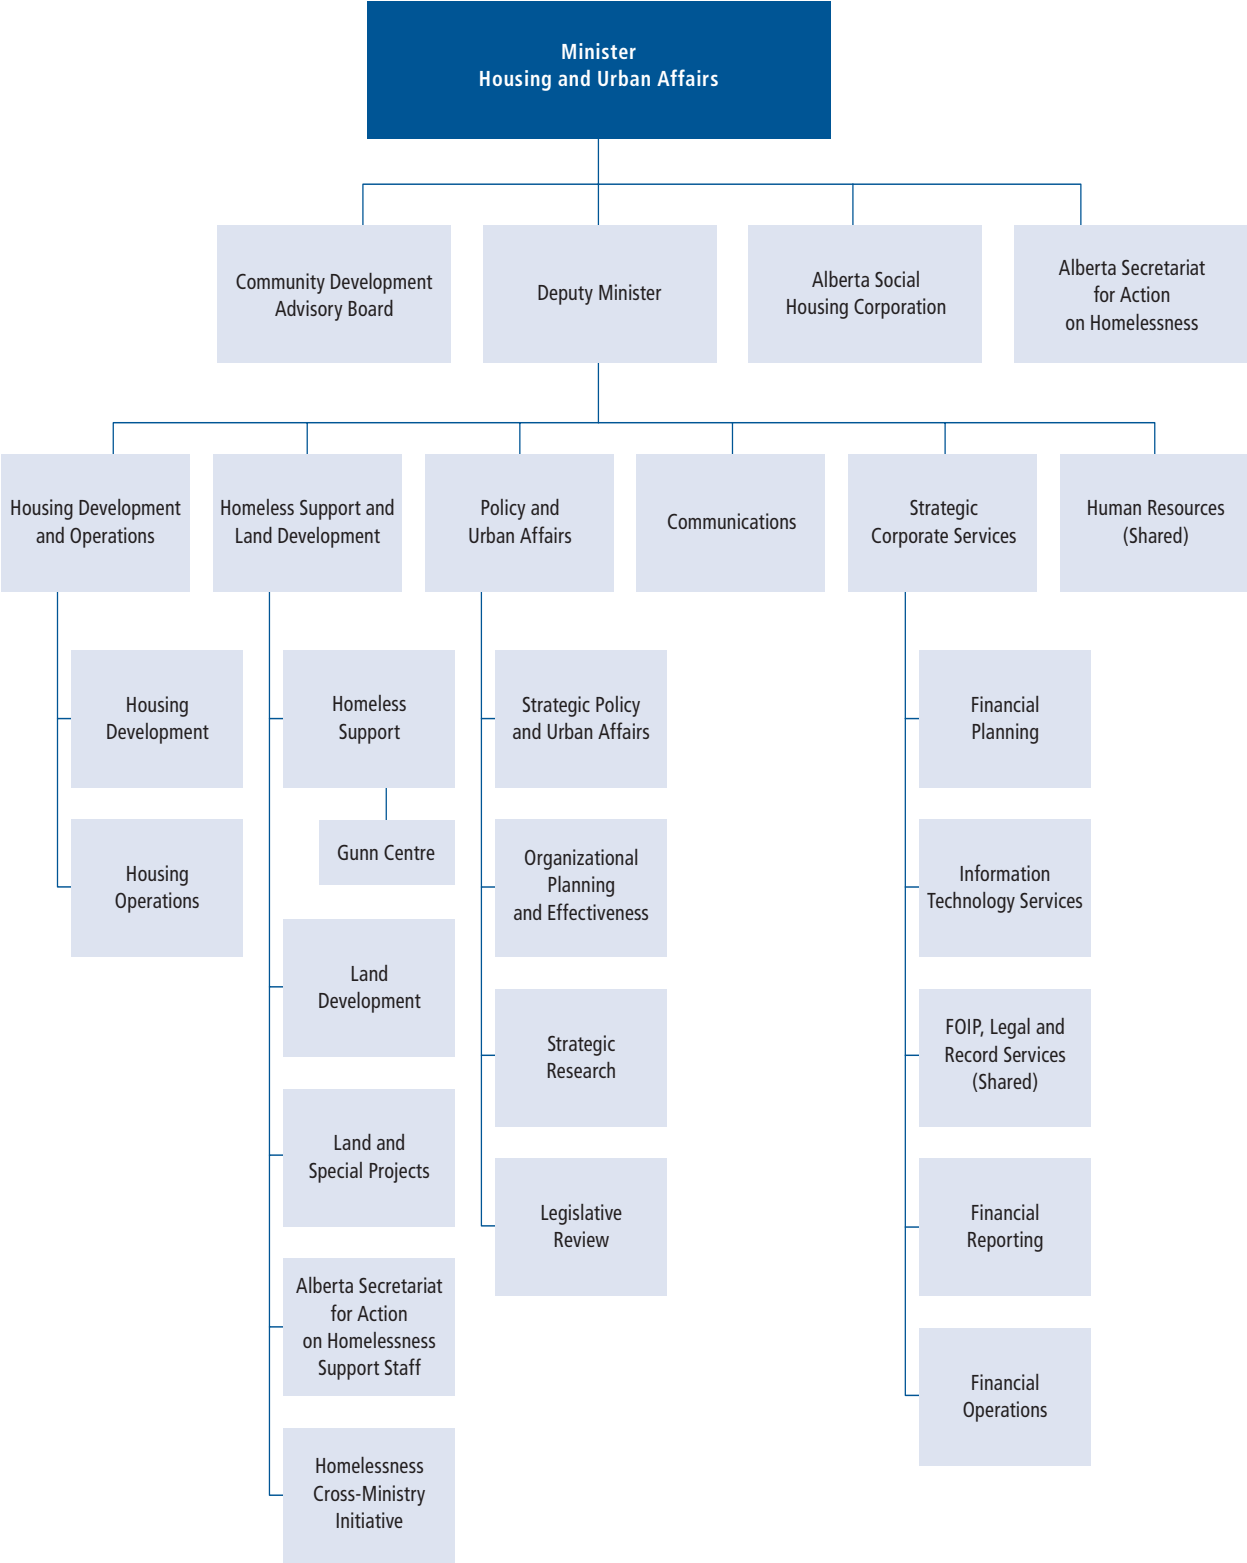 Minister
Housing and Urban Affairs
Community Development
Advisory Board
Deputy Minister
Alberta Social
Housing Corporation
Alberta Secretariat
for Action
on Homelessness
Housing Development
and Operations
Homeless Support and
Land Development
Policy and
Urban Affairs
Communications
Strategic
Corporate Services
Human Resources
(Shared)
Housing
Development
Housing
Operations
Homeless
Support
Gunn Centre
Land
Development
Land and
Special Projects
Alberta Secretariat
for Action
on Homelessness
Support Staff
Homelessness
Cross-Ministry
Initiative
Strategic Policy
and Urban Affairs
Organizational
Planning
and Effectiveness
Strategic
Research
Legislative
Review
Financial
Planning
Information
Technology Services
FOIP, Legal and
Record Services
(Shared)
Financial
Reporting
Financial
Operations